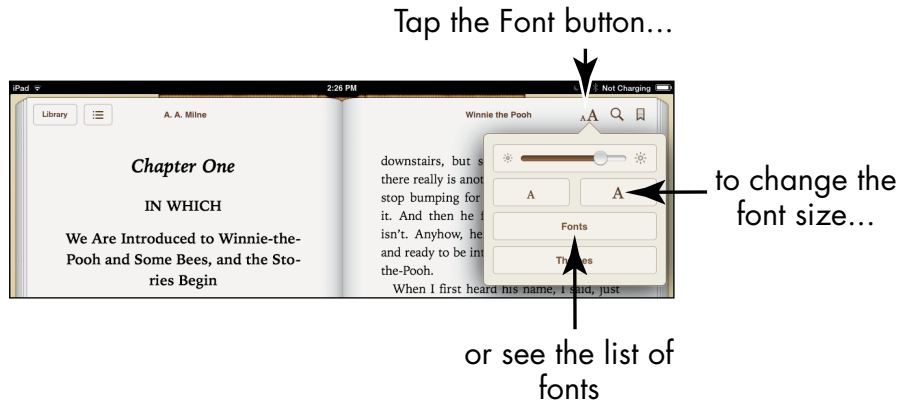 Tap the Font button...
iPad 2:26 PM Not Charging
Library A. A. Milne Winnie the Pooh AA
Chapter One
IN WHICH
We Are Introduced to Winnie-the-
Pooh and Some Bees, and the Sto-
ries Begin
downstairs, but
there really is
stop bumping for
it. And then he
isn't. Anyhow, he
and ready to be
the-Pooh.
When I first heard his name, I said, just
A A
Fonts
Themes
to change the
font size...
or see the list of
fonts